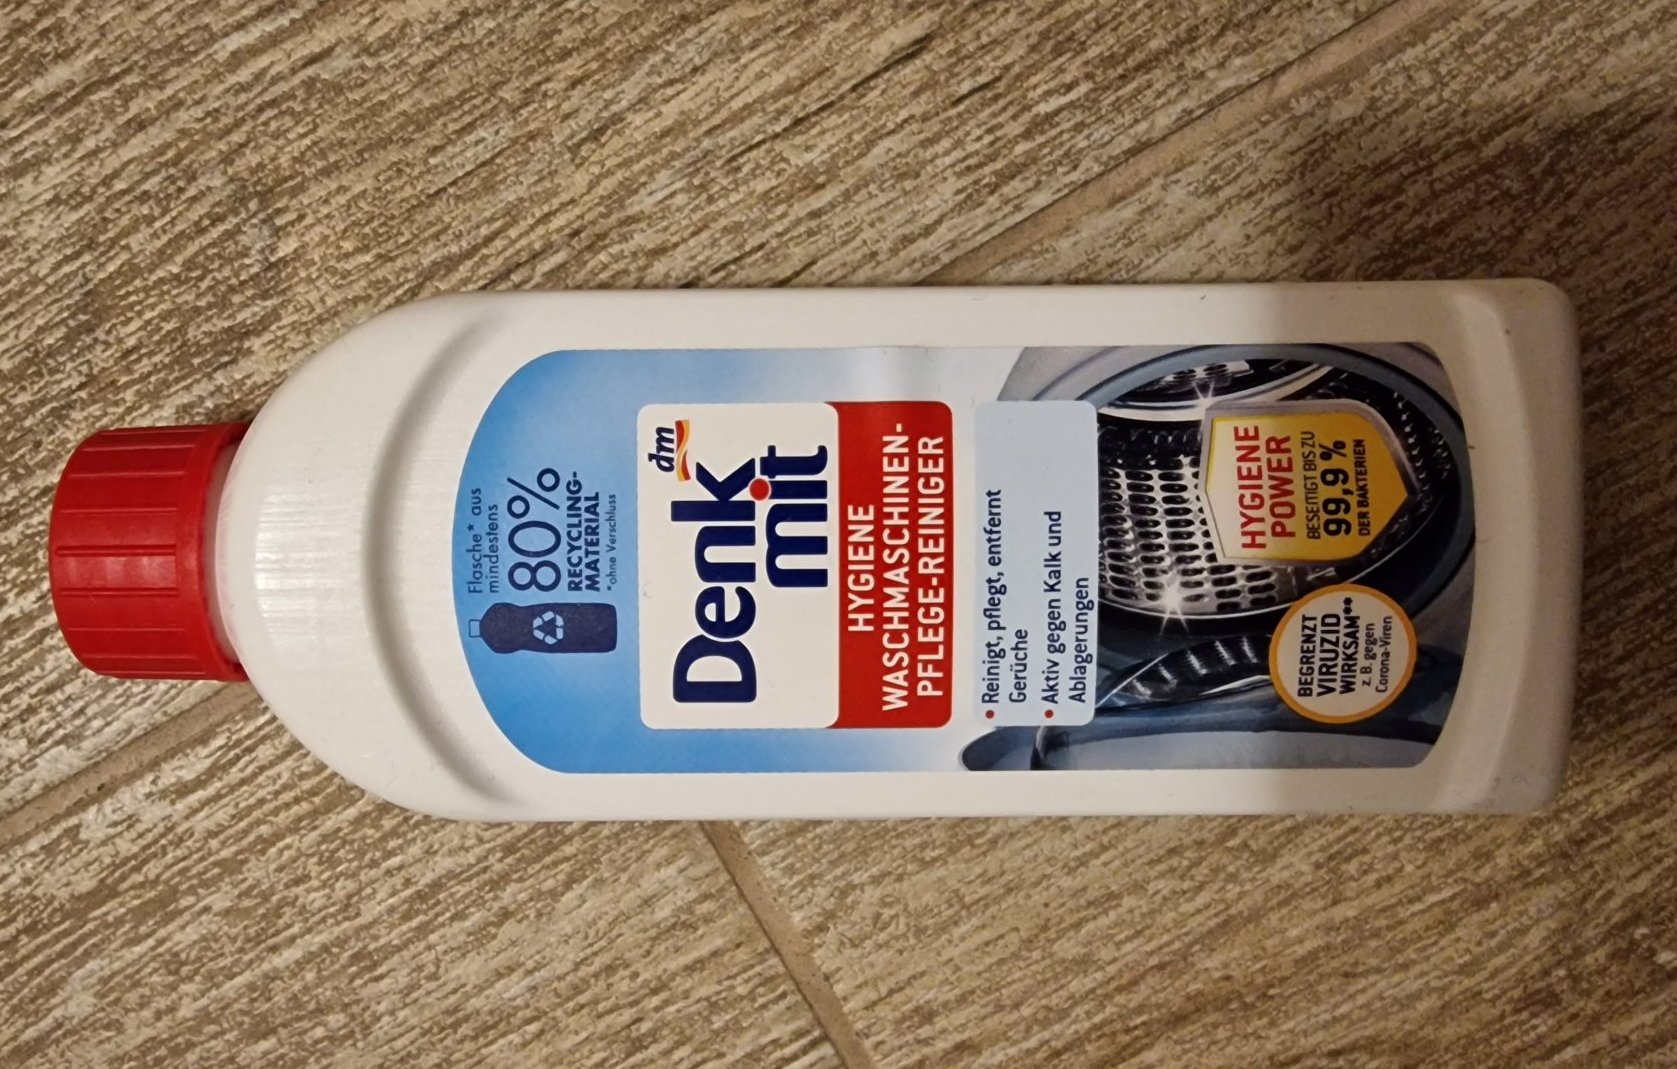 Flasche* aus
mindestens
80%
RECYCLING-
MATERIAL
*ohne Verschluss
dm
Denk
mit
HYGIENE
WASCHMASCHINEN-
PFLEGE-REINIGER
• Reinigt, pflegt, entfernt
Gerüche
• Aktiv gegen Kalk und
Ablagerungen
HYGIENE
POWER
BESEITIGT BIS ZU
99,9 %
DER BAKTERIEN
BEGRENZT
VIRUZID
WIRKSAM**
z. B. gegen
Corona-Viren